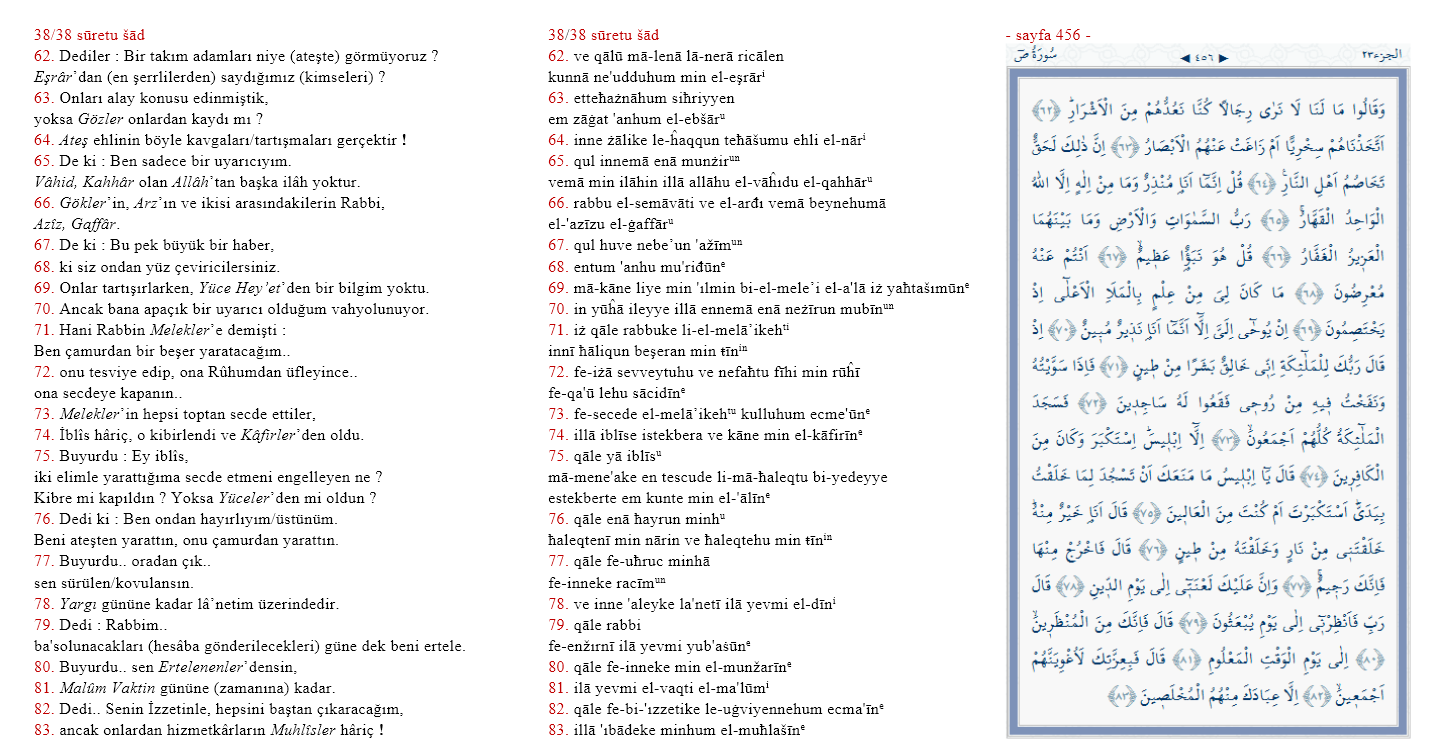 38/38 sūretu šād
62. Dediler : Bir takım adamları niye (ateşte) görmüyoruz ?
Eşrâr’dan (en şerrlilerden) saydığımız (kimseleri) ?
63. Onları alay konusu edinmiştik,
yoksa Gözler onlardan kaydı mı ?
64. Ateş ehlinin böyle kavgaları/tartışmaları gerçektir !
65. De ki : Ben sadece bir uyarıcıyım.
Vâhid, Kahhâr olan Allâh’tan başka ilâh yoktur.
66. Gökler’in, Arz’ın ve ikisi arasındakilerin Rabbi,
Azîz, Gaffâr.
67. De ki : Bu pek büyük bir haber,
68. ki siz ondan yüz çeviricilersiniz.
69. Onlar tartışırlarken, Yüce Hey’et’den bir bilgim yoktu.
70. Ancak bana apaçık bir uyarıcı olduğum vahyolunuyor.
71. Hani Rabbin Melekler’e demişti :
Ben çamurdan bir beşer yaratacağım..
72. onu tesviye edip, ona Rûhumdan üfleyince..
ona secdeye kapanın..
73. Melekler’in hepsi toptan secde ettiler,
74. İblîs hâriç, o kibirlendi ve Kâfirler’den oldu.
75. Buyurdu : Ey iblîs,
iki elimle yarattığıma secde etmeni engelleyen ne ?
Kibre mi kapıldın ? Yoksa Yüceler’den mi oldun ?
76. Dedi ki : Ben ondan hayırlıyım/üstünüm.
Beni ateşten yarattın, onu çamurdan yarattın.
77. Buyurdu.. oradan çık..
sen sürülen/kovulansın.
78. Yargı gününe kadar lâ’netim üzerindedir.
79. Dedi : Rabbim..
ba'solunacakları (hesâba gönderilecekleri) güne dek beni ertele.
80. Buyurdu.. sen Ertelenenler’densin,
81. Malûm Vaktin gününe (zamanına) kadar.
82. Dedi.. Senin İzzetinle, hepsini baştan çıkaracağım,
83. ancak onlardan hizmetkârların Muhlîsler hâriç !
38/38 sūretu šād
62. ve qālū mā-lenā lā-nerā ricālen
kunnā ne'udduhum min el-eşrārⁱ
63. etteħażnāhum siħriyyen
em zāġat 'anhum el-ebšārᵘ
64. inne żālike le-ĥaqqun teħāšumu ehli el-nārⁱ
65. qul innemā enā munżirᵘⁿ
vemā min ilāhin illā allāhu el-vāĥıdu el-qahhārᵘ
66. rabbu el-semāvāti ve el-arđı vemā beynehumā
el-'azīzu el-ġaffārᵘ
67. qul huve nebe’un 'ažīmᵘⁿ
68. entum 'anhu mu'riđūnᵉ
69. mā-kāne liye min 'ılmin bi-el-mele’i el-a'lā iż yaħtašımūnᵉ
70. in yūĥā ileyye illā ennemā enā neżīrun mubīnᵘⁿ
71. iż qāle rabbuke li-el-melā’ikehᵗⁱ
innī ħāliqun beşeran min ŧīnⁱⁿ
72. fe-iżā sevveytuhu ve nefaħtu fīhi min rūĥī
fe-qa'ū lehu sācidīnᵉ
73. fe-secede el-melā’ikehᵗᵘ kulluhum ecme'ūnᵉ
74. illā iblīse istekbera ve kāne min el-kāfirīnᵉ
75. qāle yā iblīsᵘ
mā-mene'ake en tescude li-mā-ħaleqtu bi-yedeyye
estekberte em kunte min el-'ālīnᵉ
76. qāle enā ħayrun minhᵘ
ħaleqtenī min nārin ve ħaleqtehu min ŧīnⁱⁿ
77. qāle fe-uħruc minhā
fe-inneke racīmᵘⁿ
78. ve inne 'aleyke la'netī ilā yevmi el-dīnⁱ
79. qāle rabbi
fe-enžırnī ilā yevmi yub'aśūnᵉ
80. qāle fe-inneke min el-munžarīnᵉ
81. ilā yevmi el-vaqti el-ma'lūmⁱ
82. qāle fe-bi-'ızzetike le-uġviyennehum ecma'īnᵉ
83. illā 'ıbādeke minhum el-muħlašīnᵉ
- sayfa 456 -
الجزء٢٣ ◀ ٤٥٦ ▶ سُورَةُ صٓ
وَقَالُوا مَا لَنَا لَا نَرٰى رِجَالًا كُنَّا نَعُدُّهُمْ مِنَ الْاَشْرَارِۜ ﴿٦٢﴾
اَتَّخَذْنَاهُمْ سِخْرِيًّا اَمْ زَاغَتْ عَنْهُمُ الْاَبْصَارُ ﴿٦٣﴾ اِنَّ ذٰلِكَ لَحَقٌّ
تَخَاصُمُ اَهْلِ النَّارِ۟ ﴿٦٤﴾ قُلْ اِنَّمَٓا اَنَا۬ مُنْذِرٌۗ وَمَا مِنْ اِلٰهٍ اِلَّا اللّٰهُ
الْوَاحِدُ الْقَهَّارُۚ ﴿٦٥﴾ رَبُّ السَّمٰوَاتِ وَالْاَرْضِ وَمَا بَيْنَهُمَا
الْعَزٖيزُ الْغَفَّارُ ﴿٦٦﴾ قُلْ هُوَ نَبَؤٌا عَظٖيمٌۙ ﴿٦٧﴾ اَنْتُمْ عَنْهُ
مُعْرِضُونَ ﴿٦٨﴾ مَا كَانَ لِيَ مِنْ عِلْمٍ بِالْمَلَأِ الْاَعْلٰٓى اِذْ
يَخْتَصِمُونَ ﴿٦٩﴾ اِنْ يُوحٰٓى اِلَيَّ اِلَّٓا اَنَّمَٓا اَنَا۬ نَذٖيرٌ مُبٖينٌ ﴿٧٠﴾ اِذْ
قَالَ رَبُّكَ لِلْمَلٰٓئِكَةِ اِنّٖي خَالِقٌ بَشَرًا مِنْ طٖينٍ ﴿٧١﴾ فَاِذَا سَوَّيْتُهُ
وَنَفَخْتُ فٖيهِ مِنْ رُوحٖي فَقَعُوا لَهُ سَاجِدٖينَ ﴿٧٢﴾ فَسَجَدَ
الْمَلٰٓئِكَةُ كُلُّهُمْ اَجْمَعُونَۙ ﴿٧٣﴾ اِلَّٓا اِبْلٖيسَۜ اِسْتَكْبَرَ وَكَانَ مِنَ
الْكَافِرٖينَ ﴿٧٤﴾ قَالَ يَٓا اِبْلٖيسُ مَا مَنَعَكَ اَنْ تَسْجُدَ لِمَا خَلَقْتُ
بِيَدَيَّۜ اَسْتَكْبَرْتَ اَمْ كُنْتَ مِنَ الْعَالٖينَ ﴿٧٥﴾ قَالَ اَنَا۬ خَيْرٌ مِنْهُۜ
خَلَقْتَنٖي مِنْ نَارٍ وَخَلَقْتَهُ مِنْ طٖينٍ ﴿٧٦﴾ قَالَ فَاخْرُجْ مِنْهَا
فَاِنَّكَ رَجٖيمٌۚ ﴿٧٧﴾ وَاِنَّ عَلَيْكَ لَعْنَتٖٓي اِلٰى يَوْمِ الدّٖينِ ﴿٧٨﴾ قَالَ
رَبِّ فَاَنْظِرْنٖٓي اِلٰى يَوْمِ يُبْعَثُونَ ﴿٧٩﴾ قَالَ فَاِنَّكَ مِنَ الْمُنْظَرٖينَۙ
﴿٨٠﴾ اِلٰى يَوْمِ الْوَقْتِ الْمَعْلُومِ ﴿٨١﴾ قَالَ فَبِعِزَّتِكَ لَاُغْوِيَنَّهُمْ
اَجْمَعٖينَۙ ﴿٨٢﴾ اِلَّا عِبَادَكَ مِنْهُمُ الْمُخْلَصٖينَ ﴿٨٣﴾